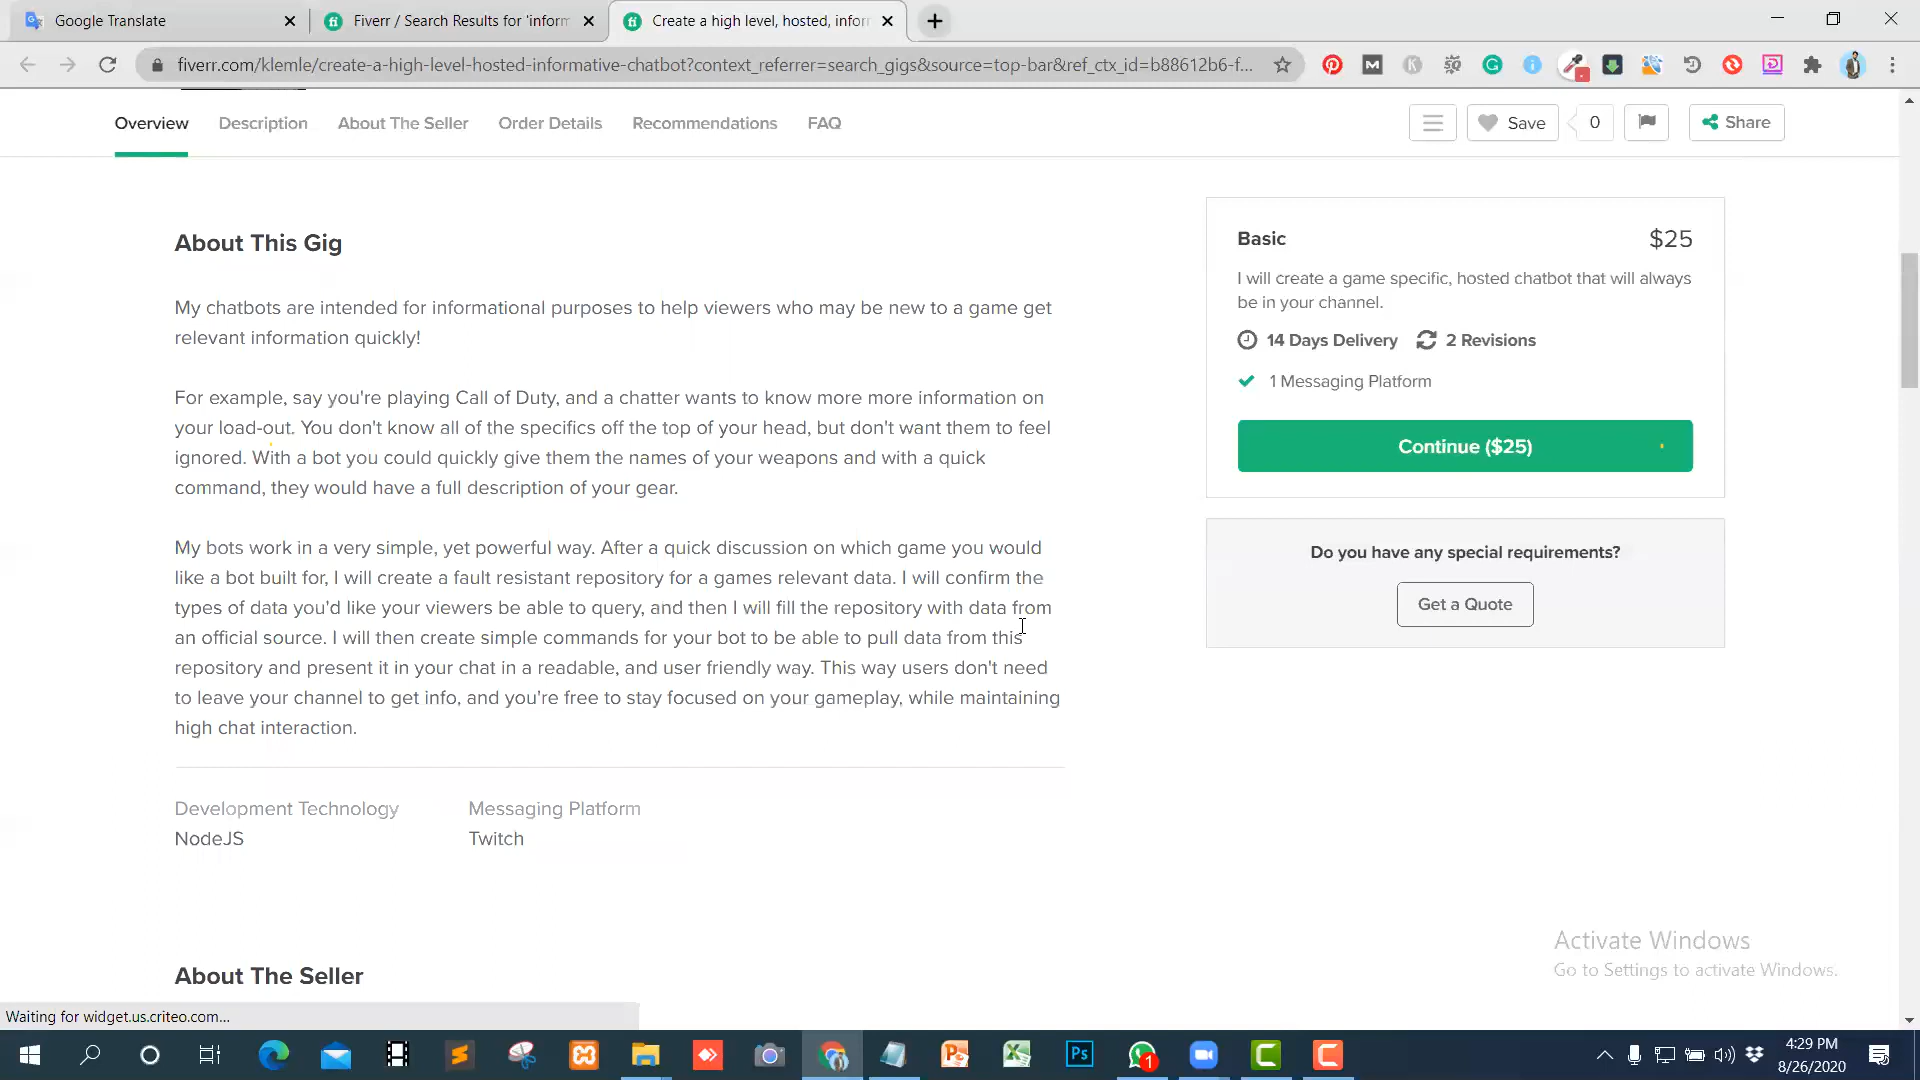 Google Translate
Fiverr / Search Results for 'inform
Create a high level, hosted, infor
fiverr.com/klemle/create-a-high-level-hosted-informative-chatbot?context_referrer=search_gigs&source=top-bar&ref_ctx_id=b88612b6-f...
Overview
Description
About The Seller
Order Details
Recommendations
FAQ
Save
0
Share
About This Gig
My chatbots are intended for informational purposes to help viewers who may be new to a game get
relevant information quickly!
For example, say you're playing Call of Duty, and a chatter wants to know more more information on
your load-out. You don't know all of the specifics off the top of your head, but don't want them to feel
ignored. With a bot you could quickly give them the names of your weapons and with a quick
command, they would have a full description of your gear.
My bots work in a very simple, yet powerful way. After a quick discussion on which game you would
like a bot built for, I will create a fault resistant repository for a games relevant data. I will confirm the
types of data you'd like your viewers be able to query, and then I will fill the repository with data from
an official source. I will then create simple commands for your bot to be able to pull data from this
repository and present it in your chat in a readable, and user friendly way. This way users don't need
to leave your channel to get info, and you're free to stay focused on your gameplay, while maintaining
high chat interaction.
Development Technology
NodeJS
Messaging Platform
Twitch
About The Seller
Basic
$25
I will create a game specific, hosted chatbot that will always
be in your channel.
14 Days Delivery
2 Revisions
1 Messaging Platform
Continue ($25)
Do you have any special requirements?
Get a Quote
Activate Windows
Go to Settings to activate Windows.
Waiting for widget.us.criteo.com...
4:29 PM
8/26/2020